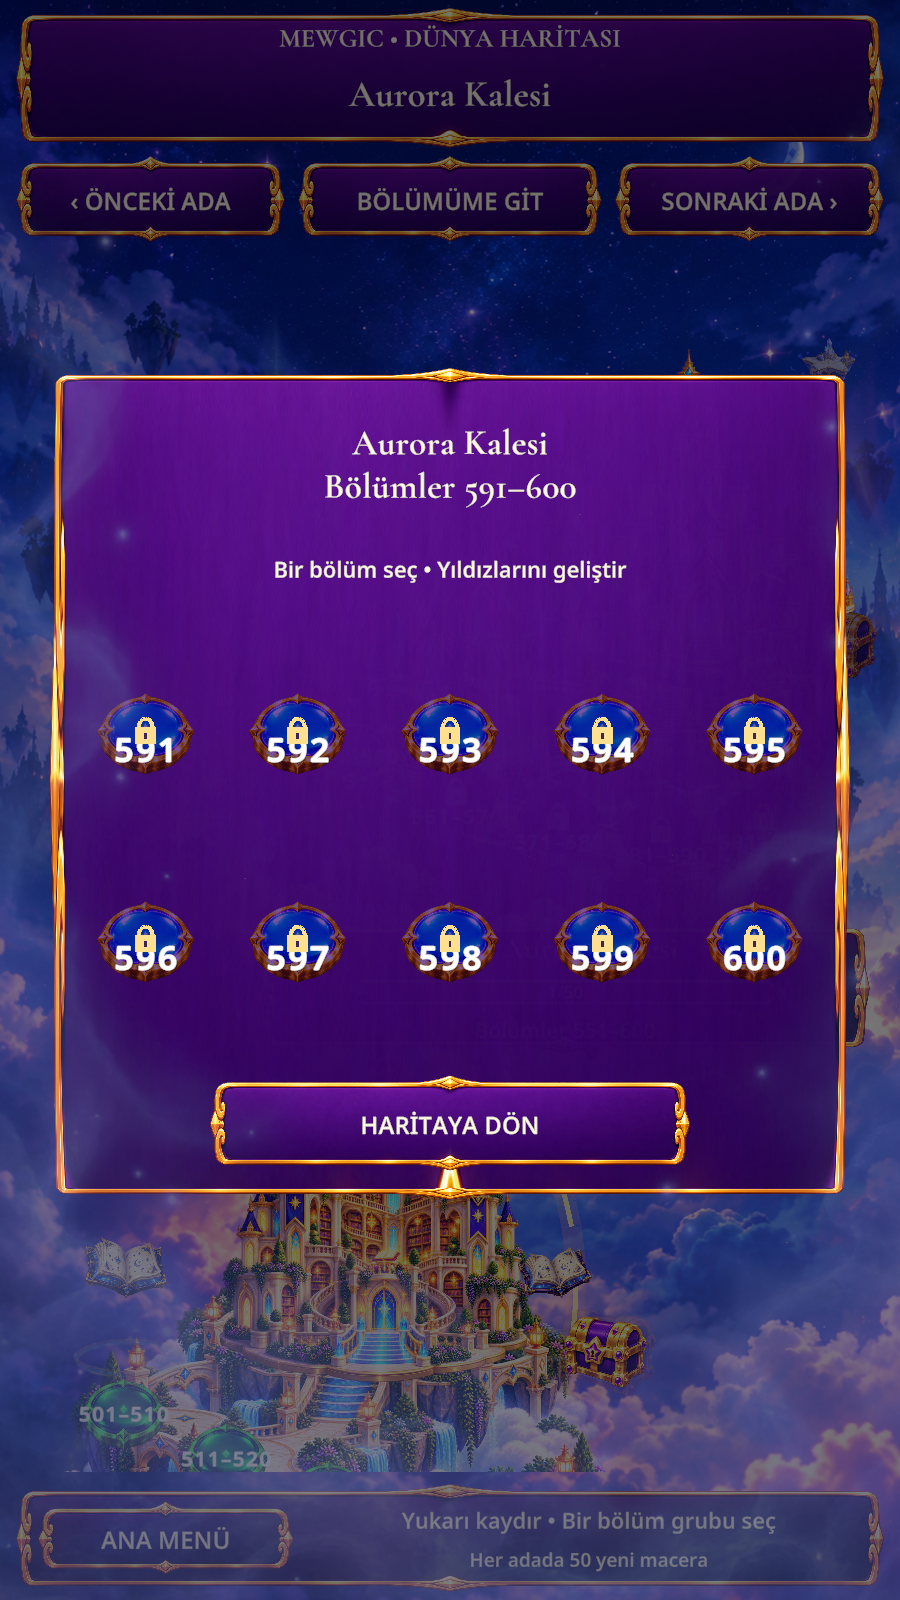 MEWGIC • DÜNYA HARİTASI
Aurora Kalesi
‹ ÖNCEKİ ADA
BÖLÜMÜME GİT
SONRAKİ ADA ›
Aurora Kalesi
Bölümler 591–600
Bir bölüm seç • Yıldızlarını geliştir
591
592
593
594
595
596
597
598
599
600
HARİTAYA DÖN
501–510
511–520
ANA MENÜ
Yukarı kaydır • Bir bölüm grubu seç
Her adada 50 yeni macera